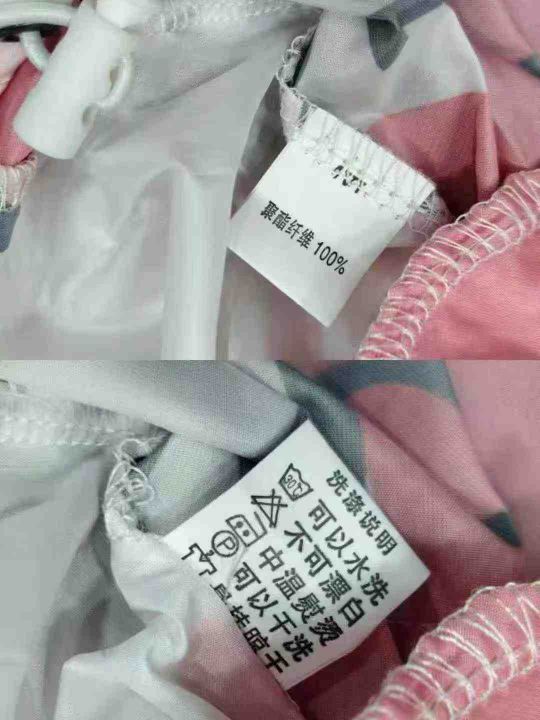 聚酯纤维 100%
洗涤说明
30℃ 可以水洗
不可漂白
中温熨烫
P 可以干洗